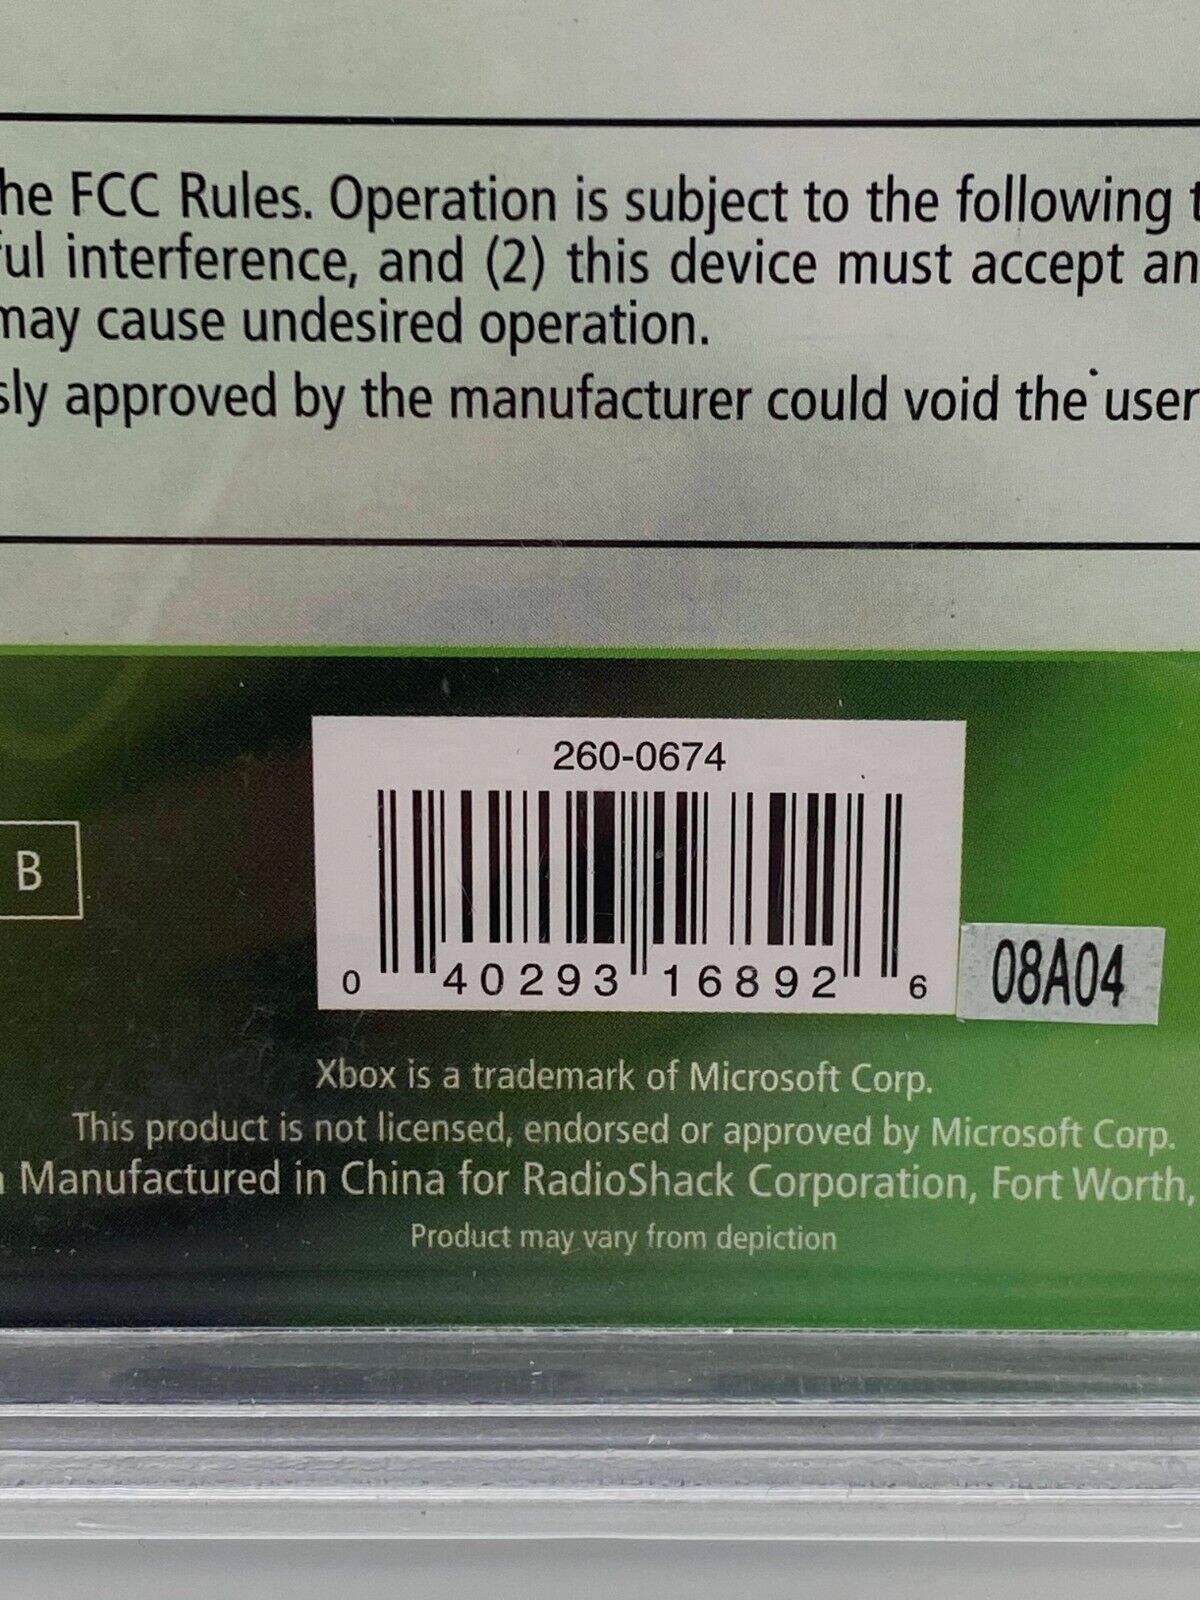 he FCC Rules. Operation is subject to the following t
ful interference, and (2) this device must accept an
may cause undesired operation.
sly approved by the manufacturer could void the user
260-0674
B
0 40293 16892 6
08A04
Xbox is a trademark of Microsoft Corp.
This product is not licensed, endorsed or approved by Microsoft Corp.
Manufactured in China for RadioShack Corporation, Fort Worth,
Product may vary from depiction